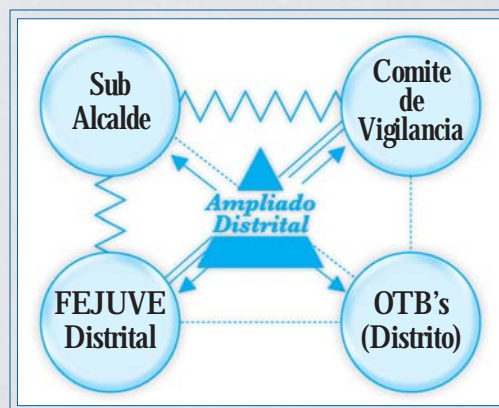 Sub
Alcalde
Comite
de
Vigilancia
Ampliado
Distrital
FEJUVE
Distrital
OTB's
(Distrito)